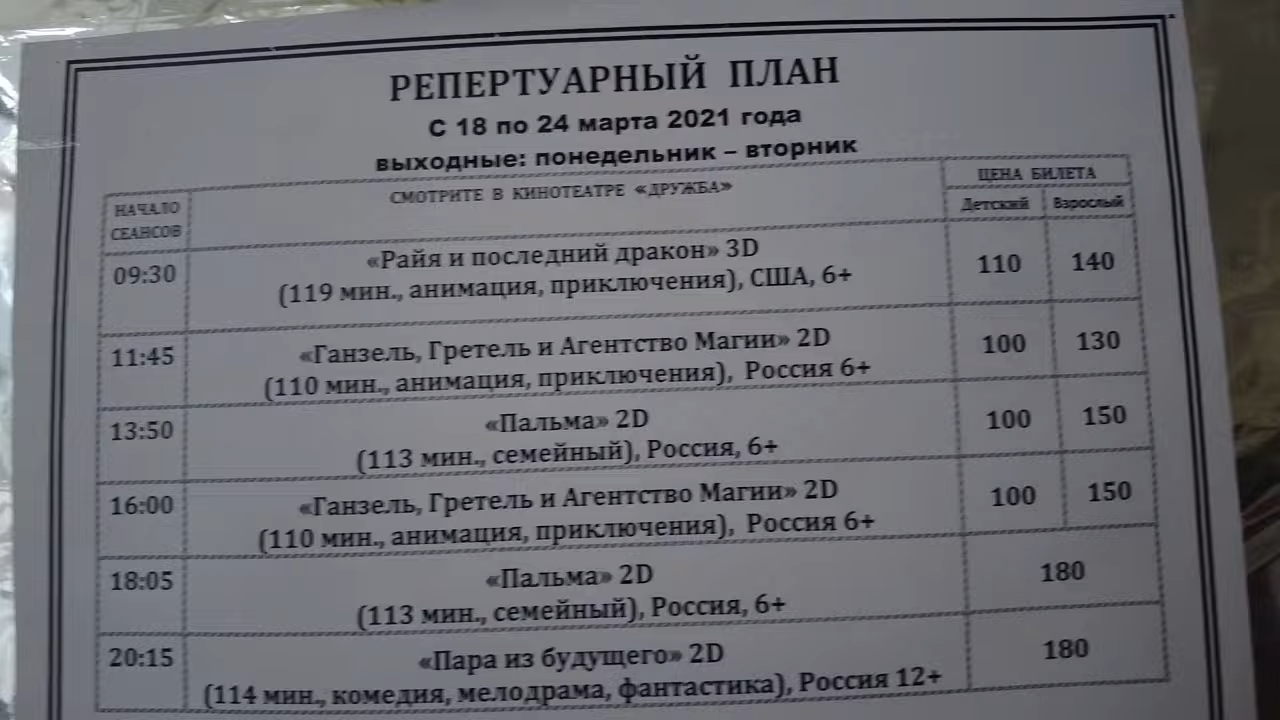 РЕПЕРТУАРНЫЙ ПЛАН
С 18 по 24 марта 2021 года
выходные: понедельник – вторник
НАЧАЛО СЕАНСОВ
СМОТРИТЕ В КИНОТЕАТРЕ «ДРУЖБА»
ЦЕНА БИЛЕТА
Детский Взрослый
09:30 «Райя и последний дракон» 3D 110 140
(119 мин., анимация, приключения), США, 6+
11:45 «Ганзель, Гретель и Агентство Магии» 2D 100 130
(110 мин., анимация, приключения), Россия 6+
13:50 «Пальма» 2D 100 150
(113 мин., семейный), Россия, 6+
16:00 «Ганзель, Гретель и Агентство Магии» 2D 100 150
(110 мин., анимация, приключения), Россия 6+
18:05 «Пальма» 2D 180
(113 мин., семейный), Россия, 6+
20:15 «Пара из будущего» 2D 180
(114 мин., комедия, мелодрама, фантастика), Россия 12+